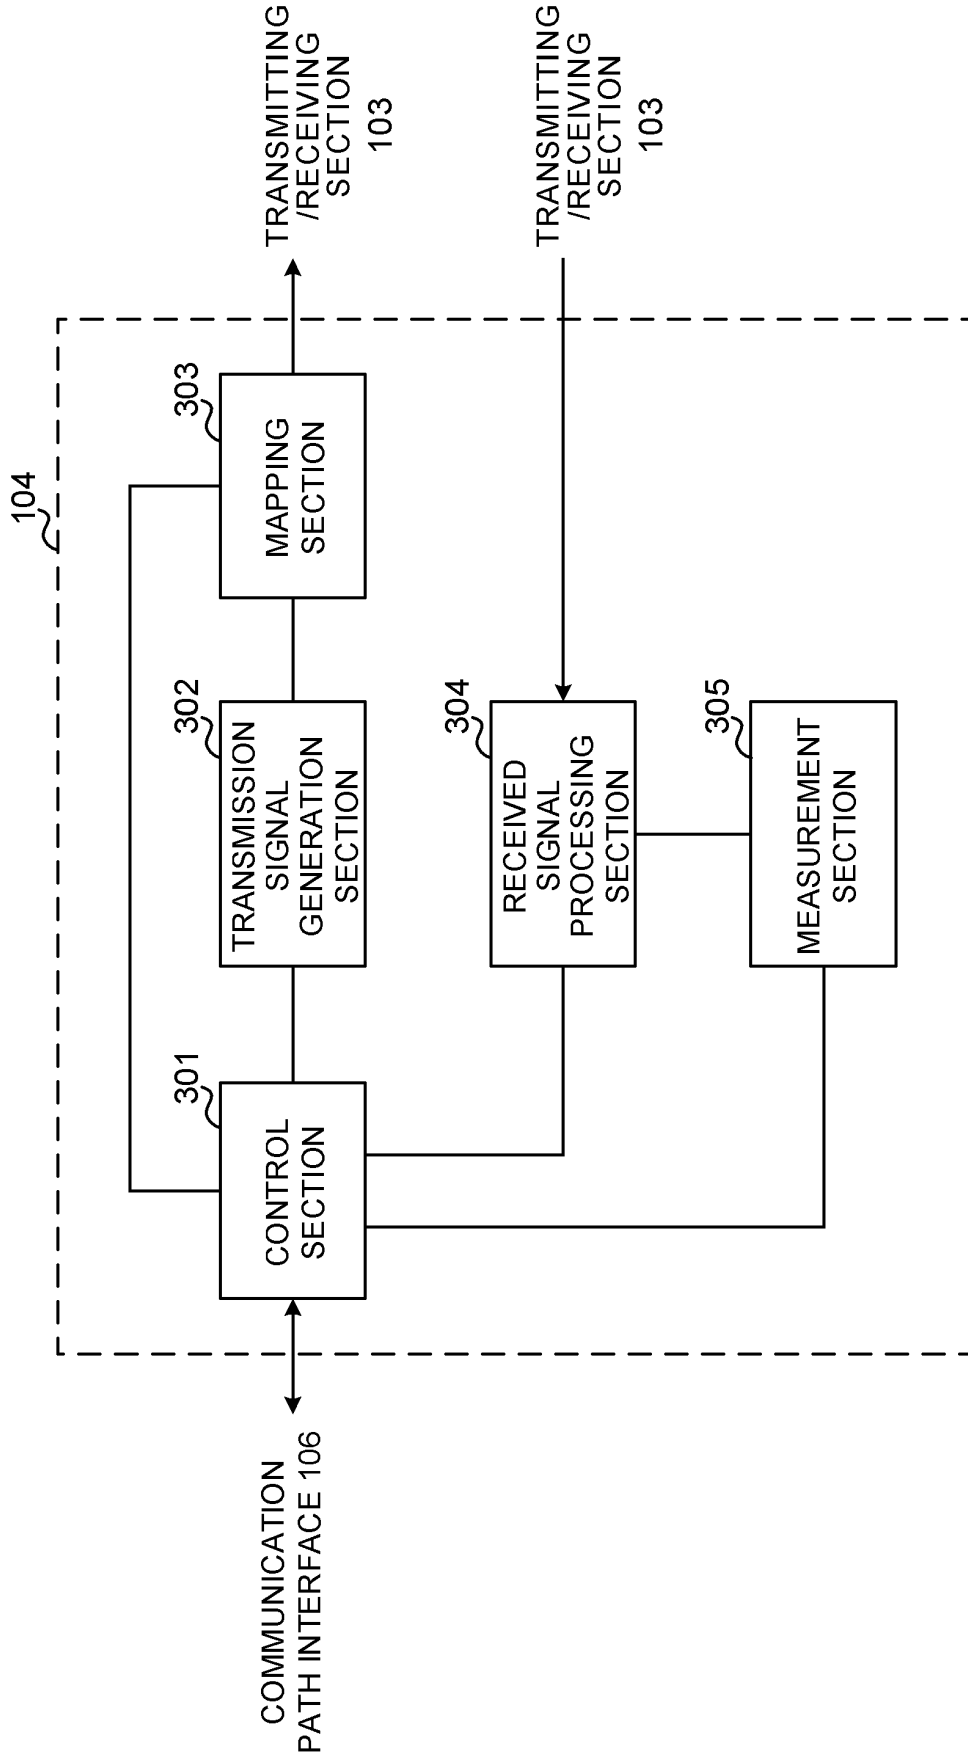 104
COMMUNICATION
PATH INTERFACE 106
301
CONTROL
SECTION
302
TRANSMISSION
SIGNAL
GENERATION
SECTION
303
MAPPING
SECTION
TRANSMITTING
/RECEIVING
SECTION
103
304
RECEIVED
SIGNAL
PROCESSING
SECTION
TRANSMITTING
/RECEIVING
SECTION
103
305
MEASUREMENT
SECTION